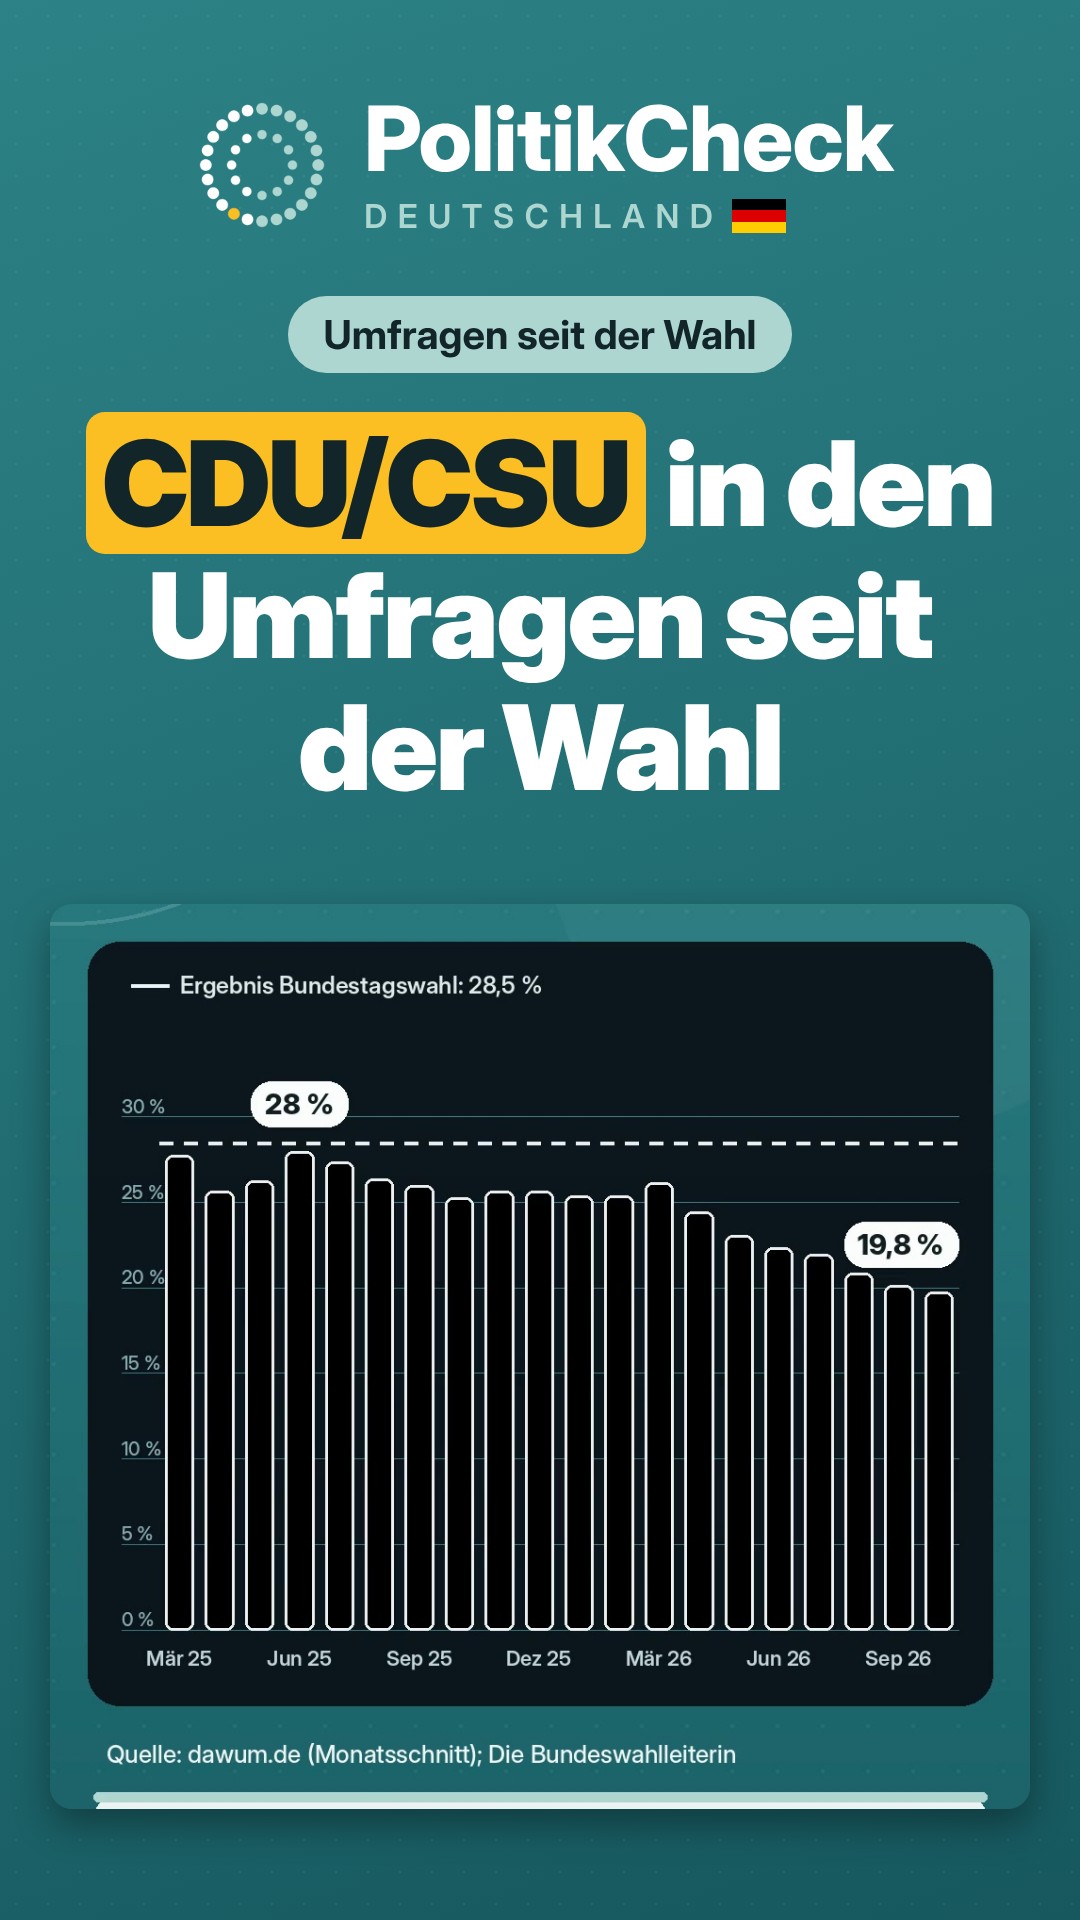 PolitikCheck
DEUTSCHLAND
Umfragen seit der Wahl
CDU/CSU in den
Umfragen seit
der Wahl
Ergebnis Bundestagswahl: 28,5 %
28 %
30 %
25 %
19,8 %
20 %
15 %
10 %
5 %
0 %
Mär 25 Jun 25 Sep 25 Dez 25 Mär 26 Jun 26 Sep 26
Quelle: dawum.de (Monatsschnitt); Die Bundeswahlleiterin